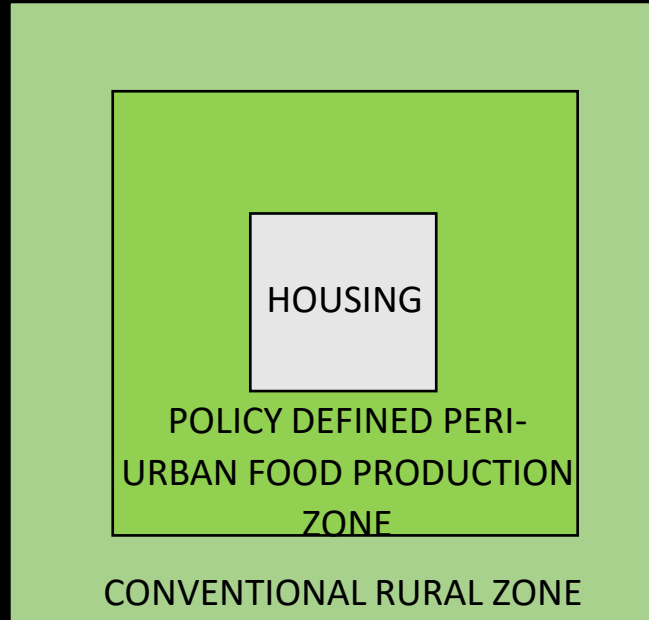 HOUSING
POLICY DEFINED PERI-
URBAN FOOD PRODUCTION
ZONE
CONVENTIONAL RURAL ZONE